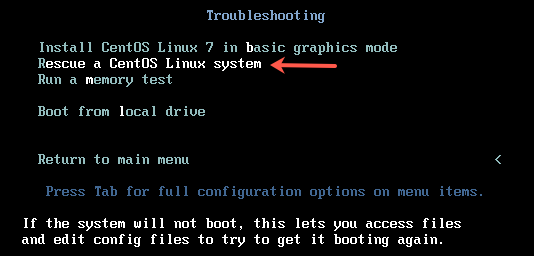 Troubleshooting
Install CentOS Linux 7 in basic graphics mode
Rescue a CentOS Linux system
Run a memory test
Boot from local drive
Return to main menu <
Press Tab for full configuration options on menu items.
If the system will not boot, this lets you access files
and edit config files to try to get it booting again.